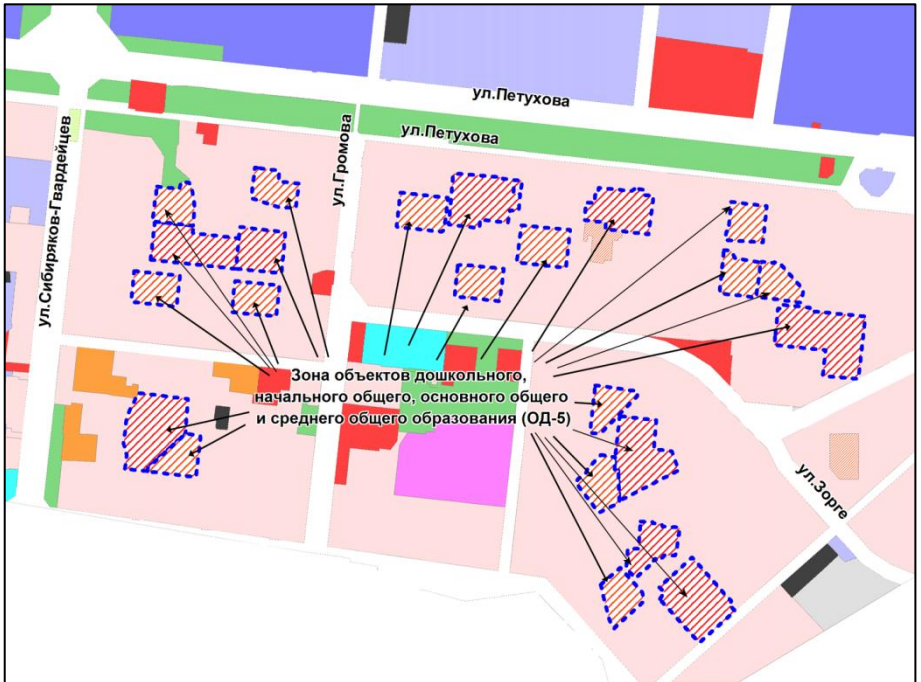 ул.Петухова
ул.Петухова
ул.Громова
ул.Сибиряков-Гвардейцев
Зона объектов дошкольного,
начального общего, основного общего
и среднего общего образования (ОД-5)
ул.Зорге